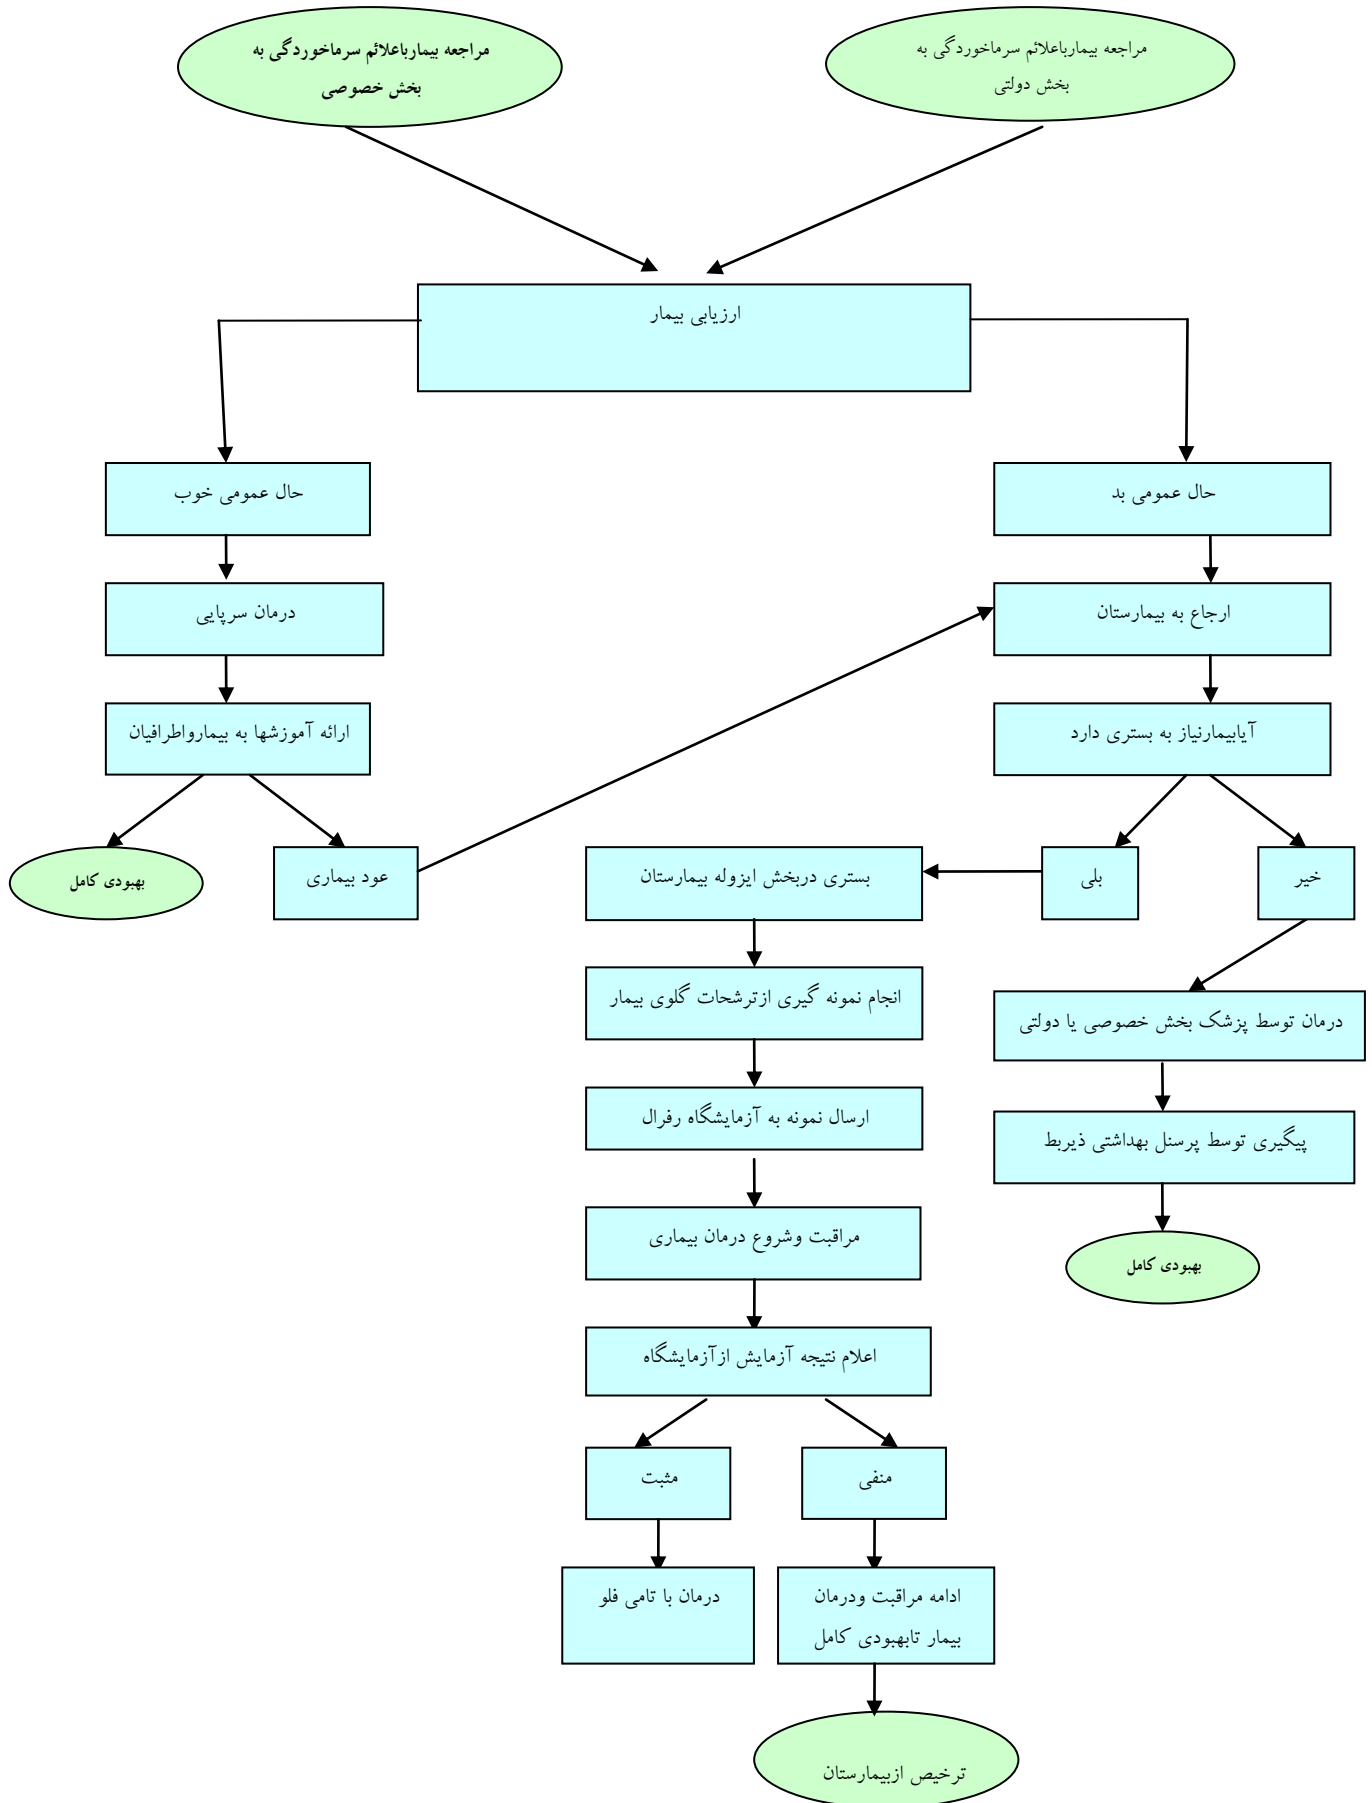 مراجعه بیمارباعلائم سرماخوردگی به
بخش دولتی
مراجعه بیمارباعلائم سرماخوردگی به
بخش خصوصی
ارزیابی بیمار
حال عمومی بد
حال عمومی خوب
ارجاع به بیمارستان
درمان سرپایی
آیابیمارنیاز به بستری دارد
ارائه آموزشها به بیمارواطرافیان
خیر
بلی
بستری دربخش ایزوله بیمارستان
عود بیماری
بهبودی کامل
انجام نمونه گیری ازترشحات گلوی بیمار
درمان توسط پزشک بخش خصوصی یا دولتی
ارسال نمونه به آزمایشگاه رفرال
پیگیری توسط پرسنل بهداشتی ذیربط
مراقبت وشروع درمان بیماری
بهبودی کامل
اعلام نتیجه آزمایش ازآزمایشگاه
منفی
مثبت
ادامه مراقبت ودرمان
بیمار تابهبودی کامل
درمان با تامی فلو
ترخیص ازبیمارستان